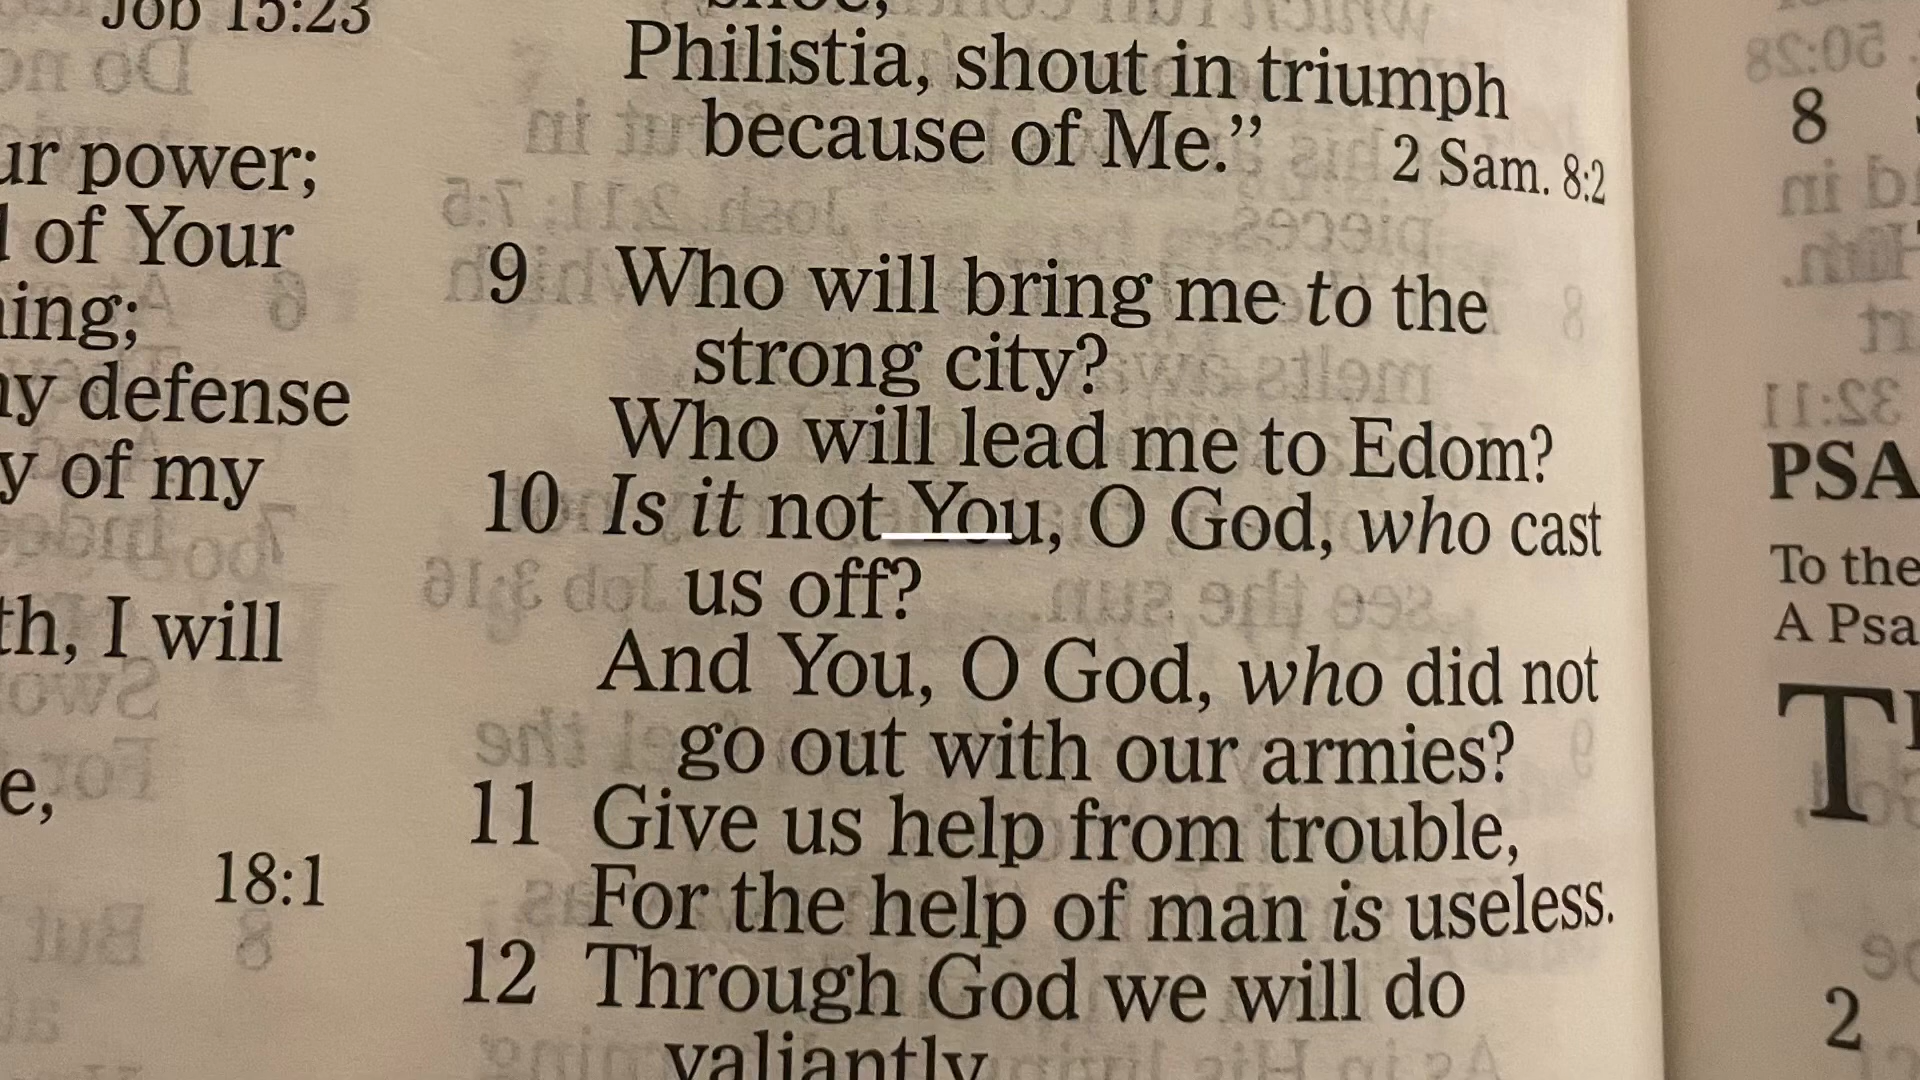 Job 15:23
ur power;
of Your
ing;
y defense
y of my
th, I will
e,
18:1
shoe;
Philistia, shout in triumph
because of Me.” 2 Sam. 8:2
9 Who will bring me to the
strong city?
Who will lead me to Edom?
10 Is it not You, O God, who cast
us off?
And You, O God, who did not
go out with our armies?
11 Give us help from trouble,
For the help of man is useless.
12 Through God we will do
valiantly
8
PSA
To the
A Psa
T
2